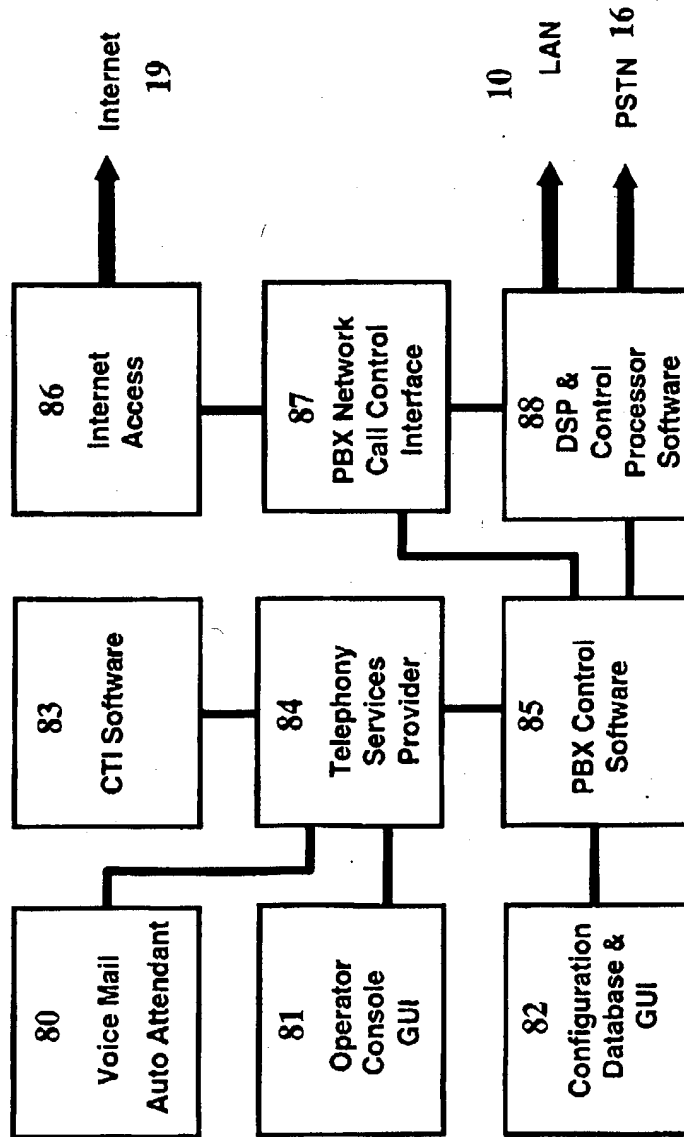 80
Voice Mail
Auto Attendant
83
CTI Software
86
Internet
Access
Internet
19
81
Operator
Console
GUI
84
Telephony
Services
Provider
87
PBX Network
Call Control
Interface
82
Configuration
Database &
GUI
85
PBX Control
Software
88
DSP &
Control
Processor
Software
10
LAN
PSTN 16